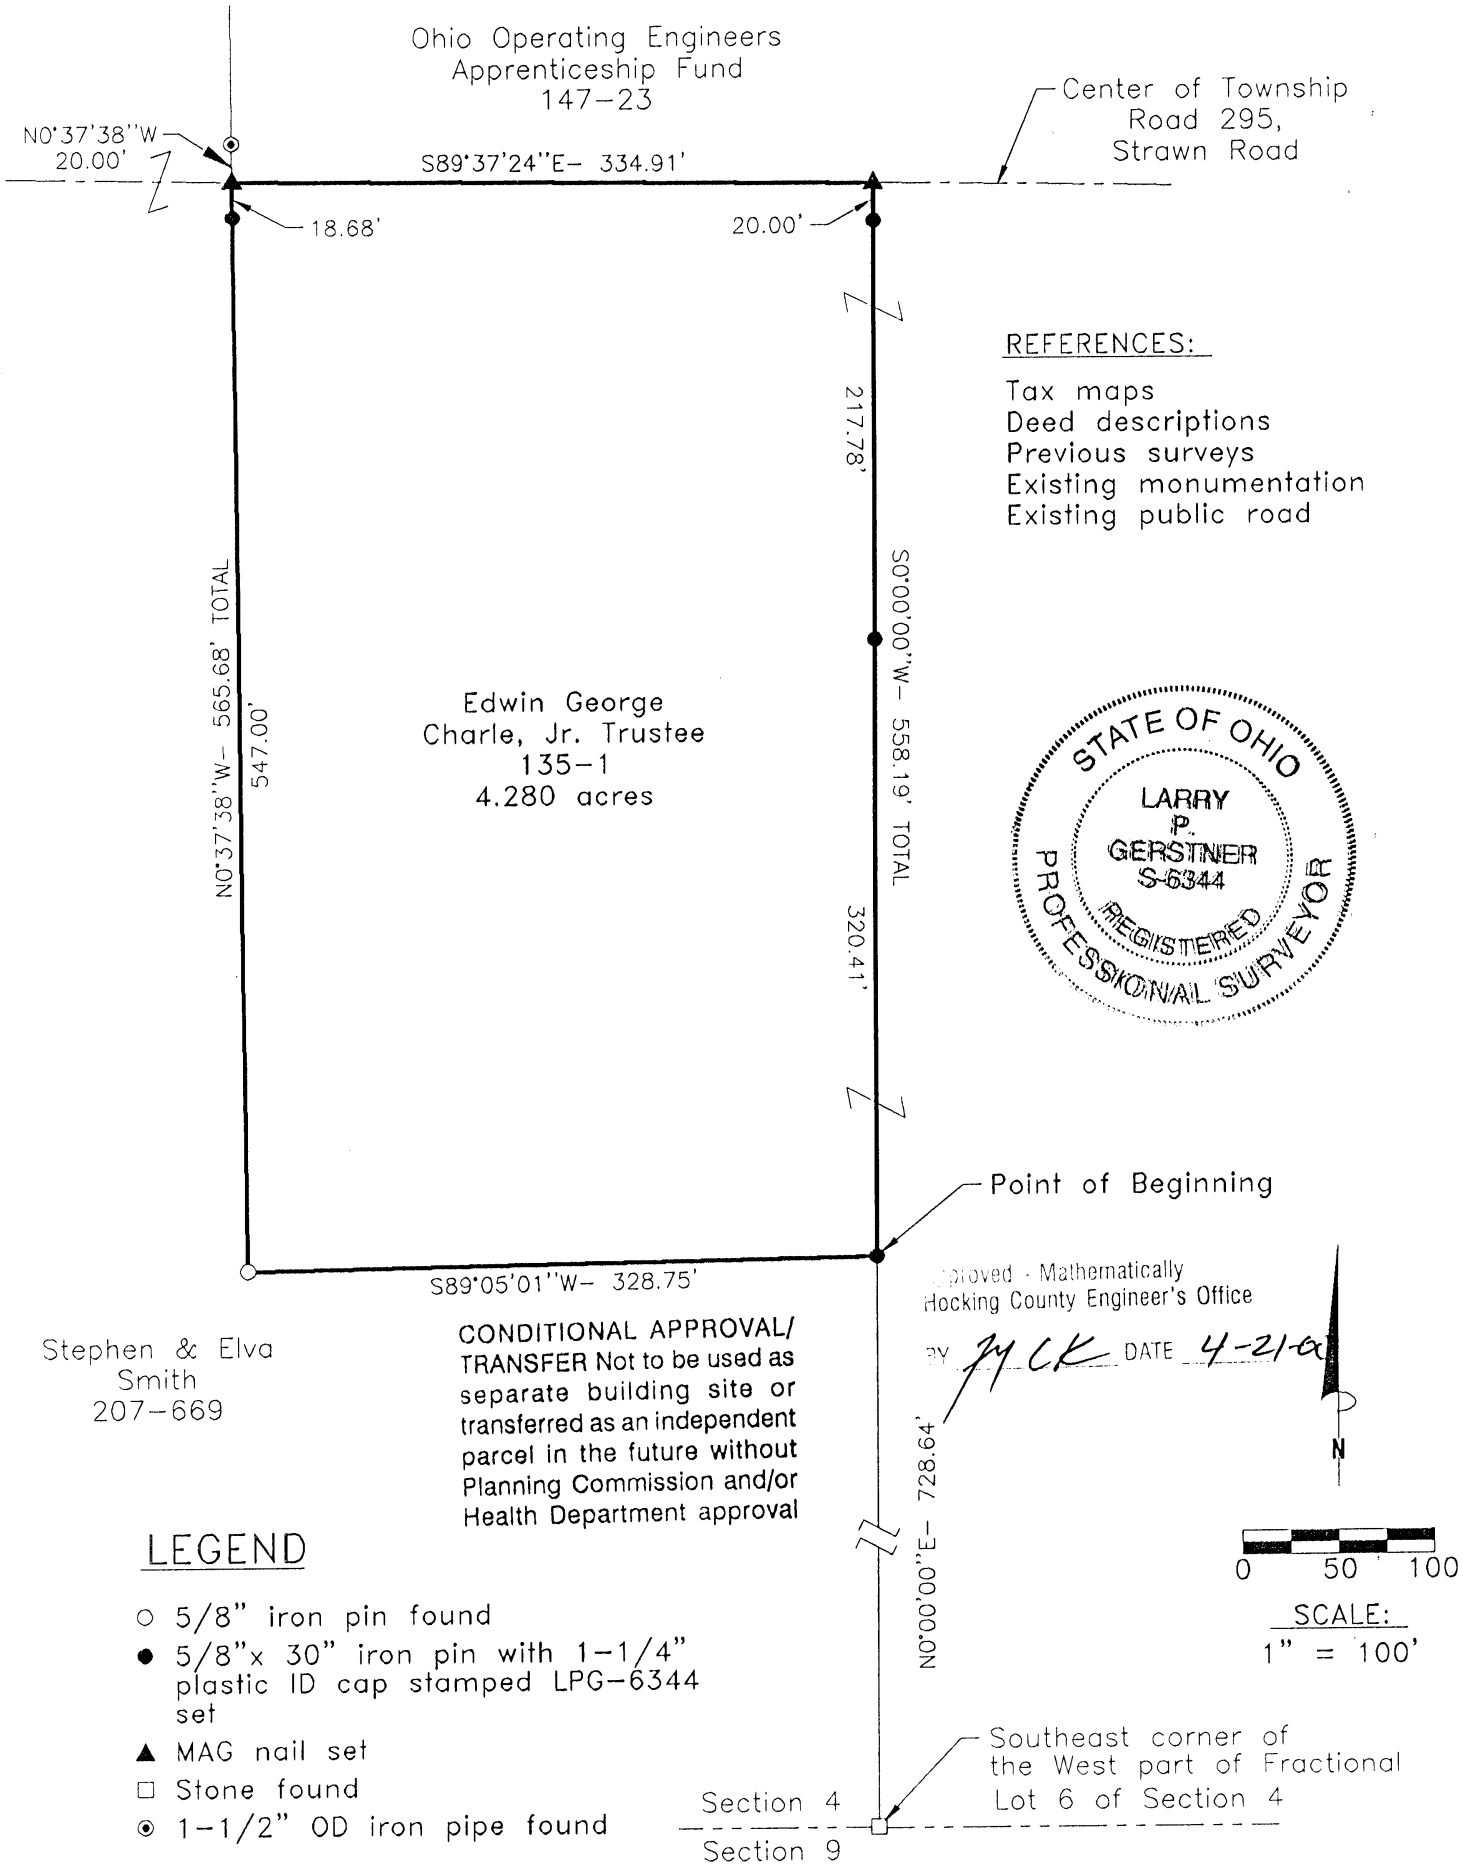 Ohio Operating Engineers
Apprenticeship Fund
147-23
Center of Township
Road 295,
Strawn Road
N0°37'38"W
20.00'
S89°37'24"E- 334.91'
18.68'
20.00'
REFERENCES:
Tax maps
Deed descriptions
Previous surveys
Existing monumentation
Existing public road
217.78'
S0°00'00"W- 558.19' TOTAL
320.41'
N0°37'38"W- 565.68' TOTAL
547.00'
Edwin George
Charle, Jr. Trustee
135-1
4.280 acres
STATE OF OHIO
LARRY
P.
GERSTNER
S-6344
REGISTERED
PROFESSIONAL SURVEYOR
Point of Beginning
S89°05'01"W- 328.75'
Mathematically
Hocking County Engineer's Office
BY DATE 4-21-
Stephen & Elva
Smith
207-669
CONDITIONAL APPROVAL/
TRANSFER Not to be used as
separate building site or
transferred as an independent
parcel in the future without
Planning Commission and/or
Health Department approval
N0°00'00"E- 728.64'
N
0 50 100
SCALE:
1" = 100'
LEGEND
○ 5/8" iron pin found
● 5/8"x 30" iron pin with 1-1/4"
plastic ID cap stamped LPG-6344
set
▲ MAG nail set
□ Stone found
◉ 1-1/2" OD iron pipe found
Southeast corner of
the West part of Fractional
Lot 6 of Section 4
Section 4
Section 9